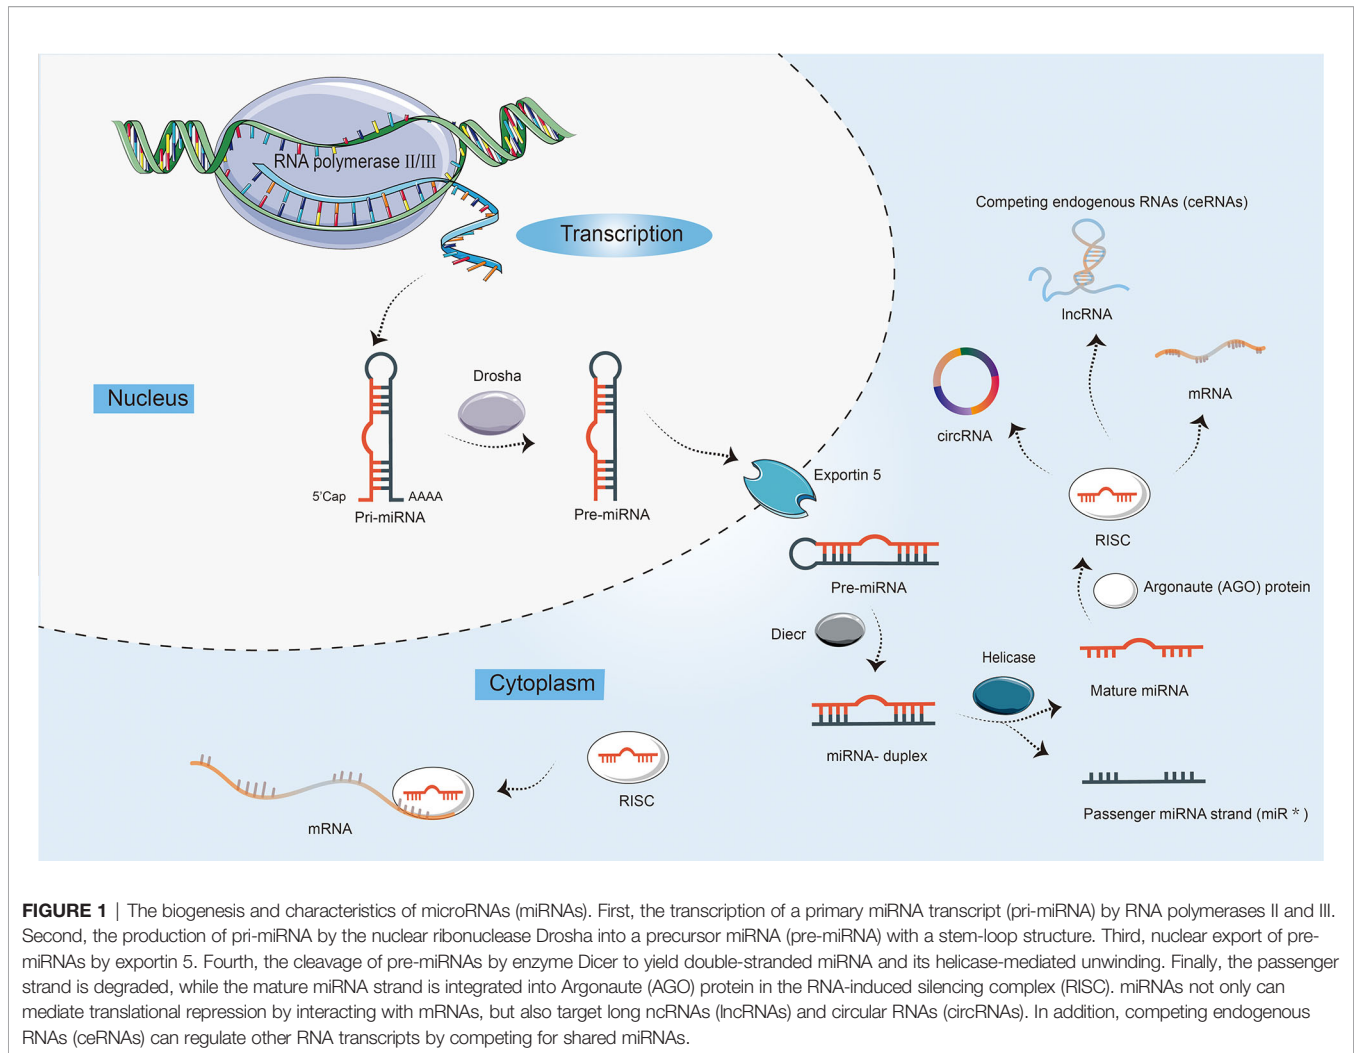 RNA polymerase II/III
Transcription
Competing endogenous RNAs (ceRNAs)
lncRNA
mRNA
circRNA
Nucleus
Drosha
5'Cap
AAAA
Pri-miRNA
Pre-miRNA
Exportin 5
RISC
Pre-miRNA
Argonaute (AGO) protein
Diecr
Helicase
Mature miRNA
Cytoplasm
miRNA- duplex
RISC
mRNA
Passenger miRNA strand (miR * )
FIGURE 1 | The biogenesis and characteristics of microRNAs (miRNAs). First, the transcription of a primary miRNA transcript (pri-miRNA) by RNA polymerases II and III.
Second, the production of pri-miRNA by the nuclear ribonuclease Drosha into a precursor miRNA (pre-miRNA) with a stem-loop structure. Third, nuclear export of pre-
miRNAs by exportin 5. Fourth, the cleavage of pre-miRNAs by enzyme Dicer to yield double-stranded miRNA and its helicase-mediated unwinding. Finally, the passenger
strand is degraded, while the mature miRNA strand is integrated into Argonaute (AGO) protein in the RNA-induced silencing complex (RISC). miRNAs not only can
mediate translational repression by interacting with mRNAs, but also target long ncRNAs (lncRNAs) and circular RNAs (circRNAs). In addition, competing endogenous
RNAs (ceRNAs) can regulate other RNA transcripts by competing for shared miRNAs.